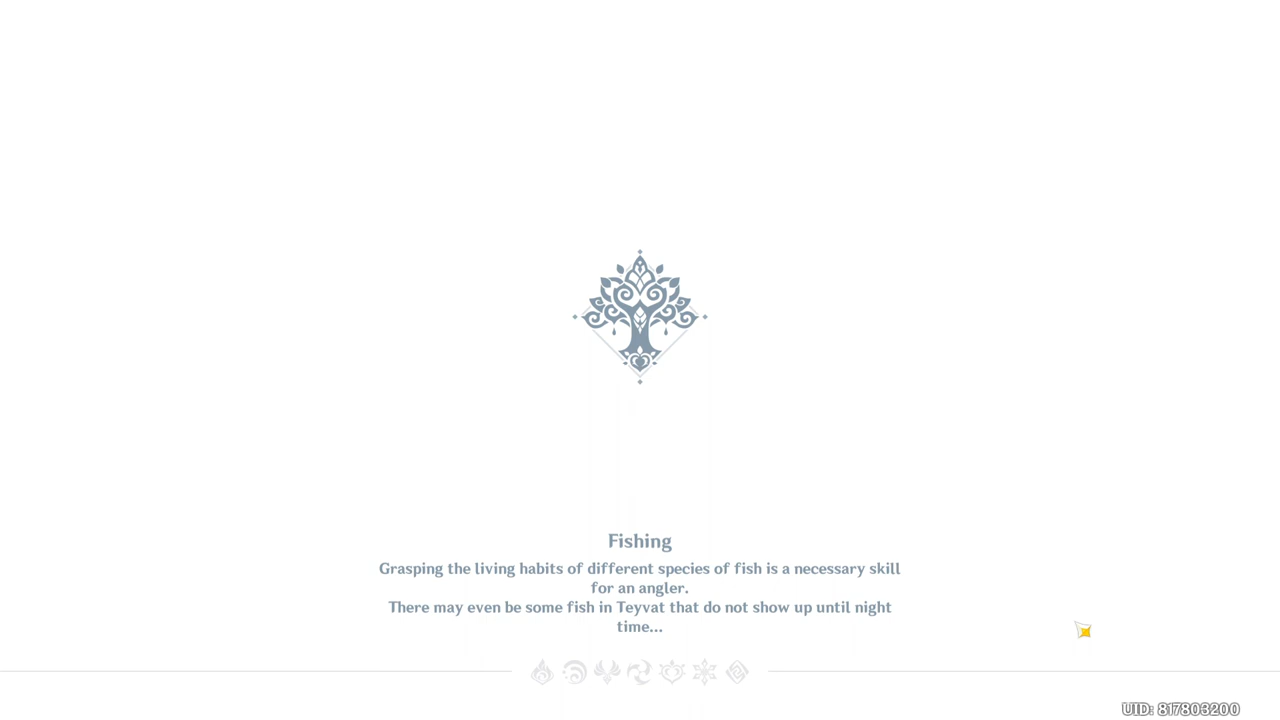 Fishing
Grasping the living habits of different species of fish is a necessary skill
for an angler.
There may even be some fish in Teyvat that do not show up until night
time...
UID: 817803200